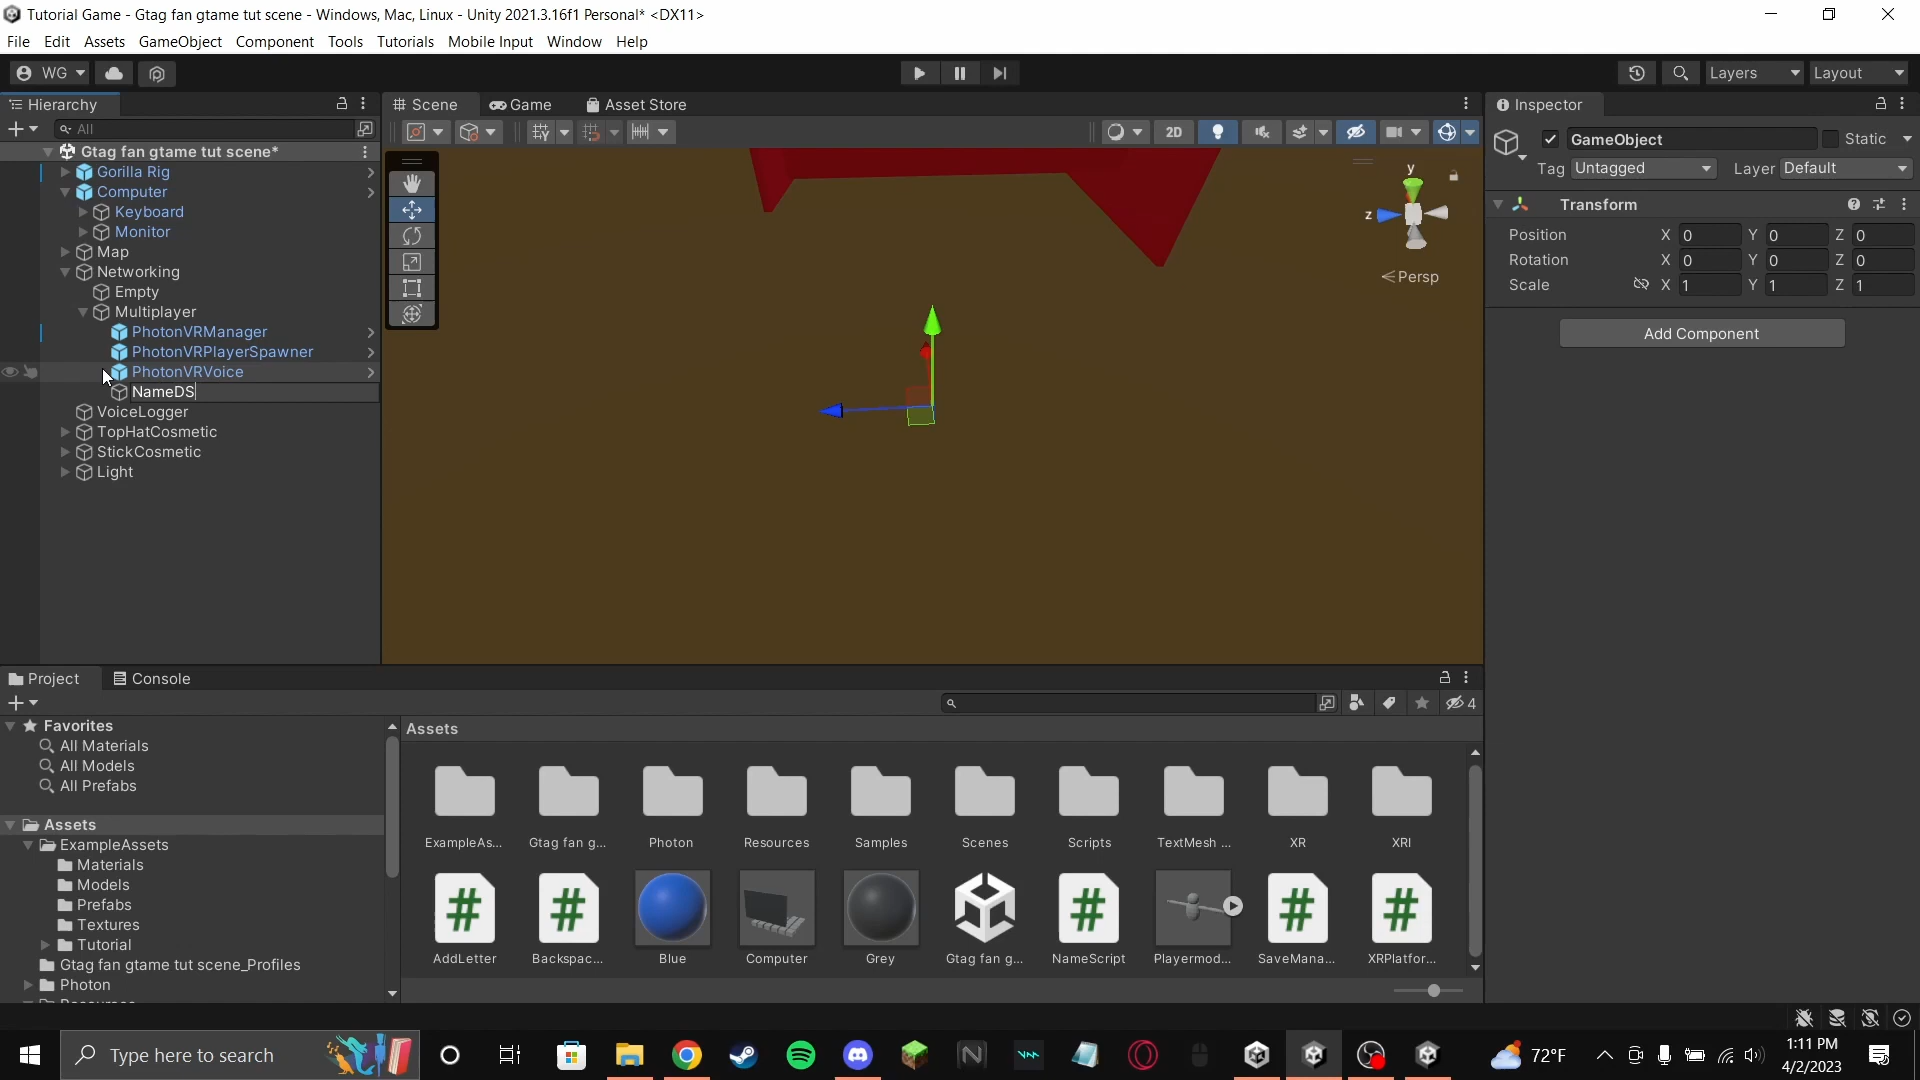 Tutorial Game - Gtag fan gtame tut scene - Windows, Mac, Linux - Unity 2021.3.16f1 Personal* <DX11>
File Edit Assets GameObject Component Tools Tutorials Mobile Input Window Help
WG Layers Layout
Hierarchy
All
Gtag fan gtame tut scene*
Gorilla Rig
Computer
Keyboard
Monitor
Map
Networking
Empty
Multiplayer
PhotonVRManager
PhotonVRPlayerSpawner
PhotonVRVoice
NameDS
VoiceLogger
TopHatCosmetic
StickCosmetic
Light
Scene Game Asset Store
2D
y
z
Persp
Inspector
GameObject Static
Tag Untagged Layer Default
Transform
Position X 0 Y 0 Z 0
Rotation X 0 Y 0 Z 0
Scale X 1 Y 1 Z 1
Add Component
Project Console
4
Favorites
All Materials
All Models
All Prefabs
Assets
ExampleAssets
Materials
Models
Prefabs
Textures
Tutorial
Gtag fan gtame tut scene_Profiles
Photon
Resources
Assets
ExampleAs... Gtag fan g... Photon Resources Samples Scenes Scripts TextMesh ... XR XRI
AddLetter Backspac... Blue Computer Grey Gtag fan g... NameScript Playermod... SaveMana... XRPlatfor...
Type here to search
72°F
1:11 PM
4/2/2023